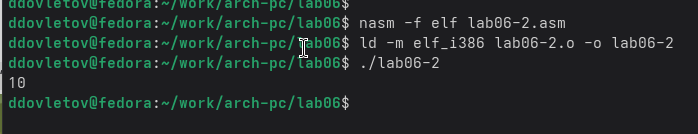 ddovletov@fedora:~/work/arch-pc/lab06$
ddovletov@fedora:~/work/arch-pc/lab06$ nasm -f elf lab06-2.asm
ddovletov@fedora:~/work/arch-pc/lab06$ ld -m elf_i386 lab06-2.o -o lab06-2
ddovletov@fedora:~/work/arch-pc/lab06$ ./lab06-2
10
ddovletov@fedora:~/work/arch-pc/lab06$